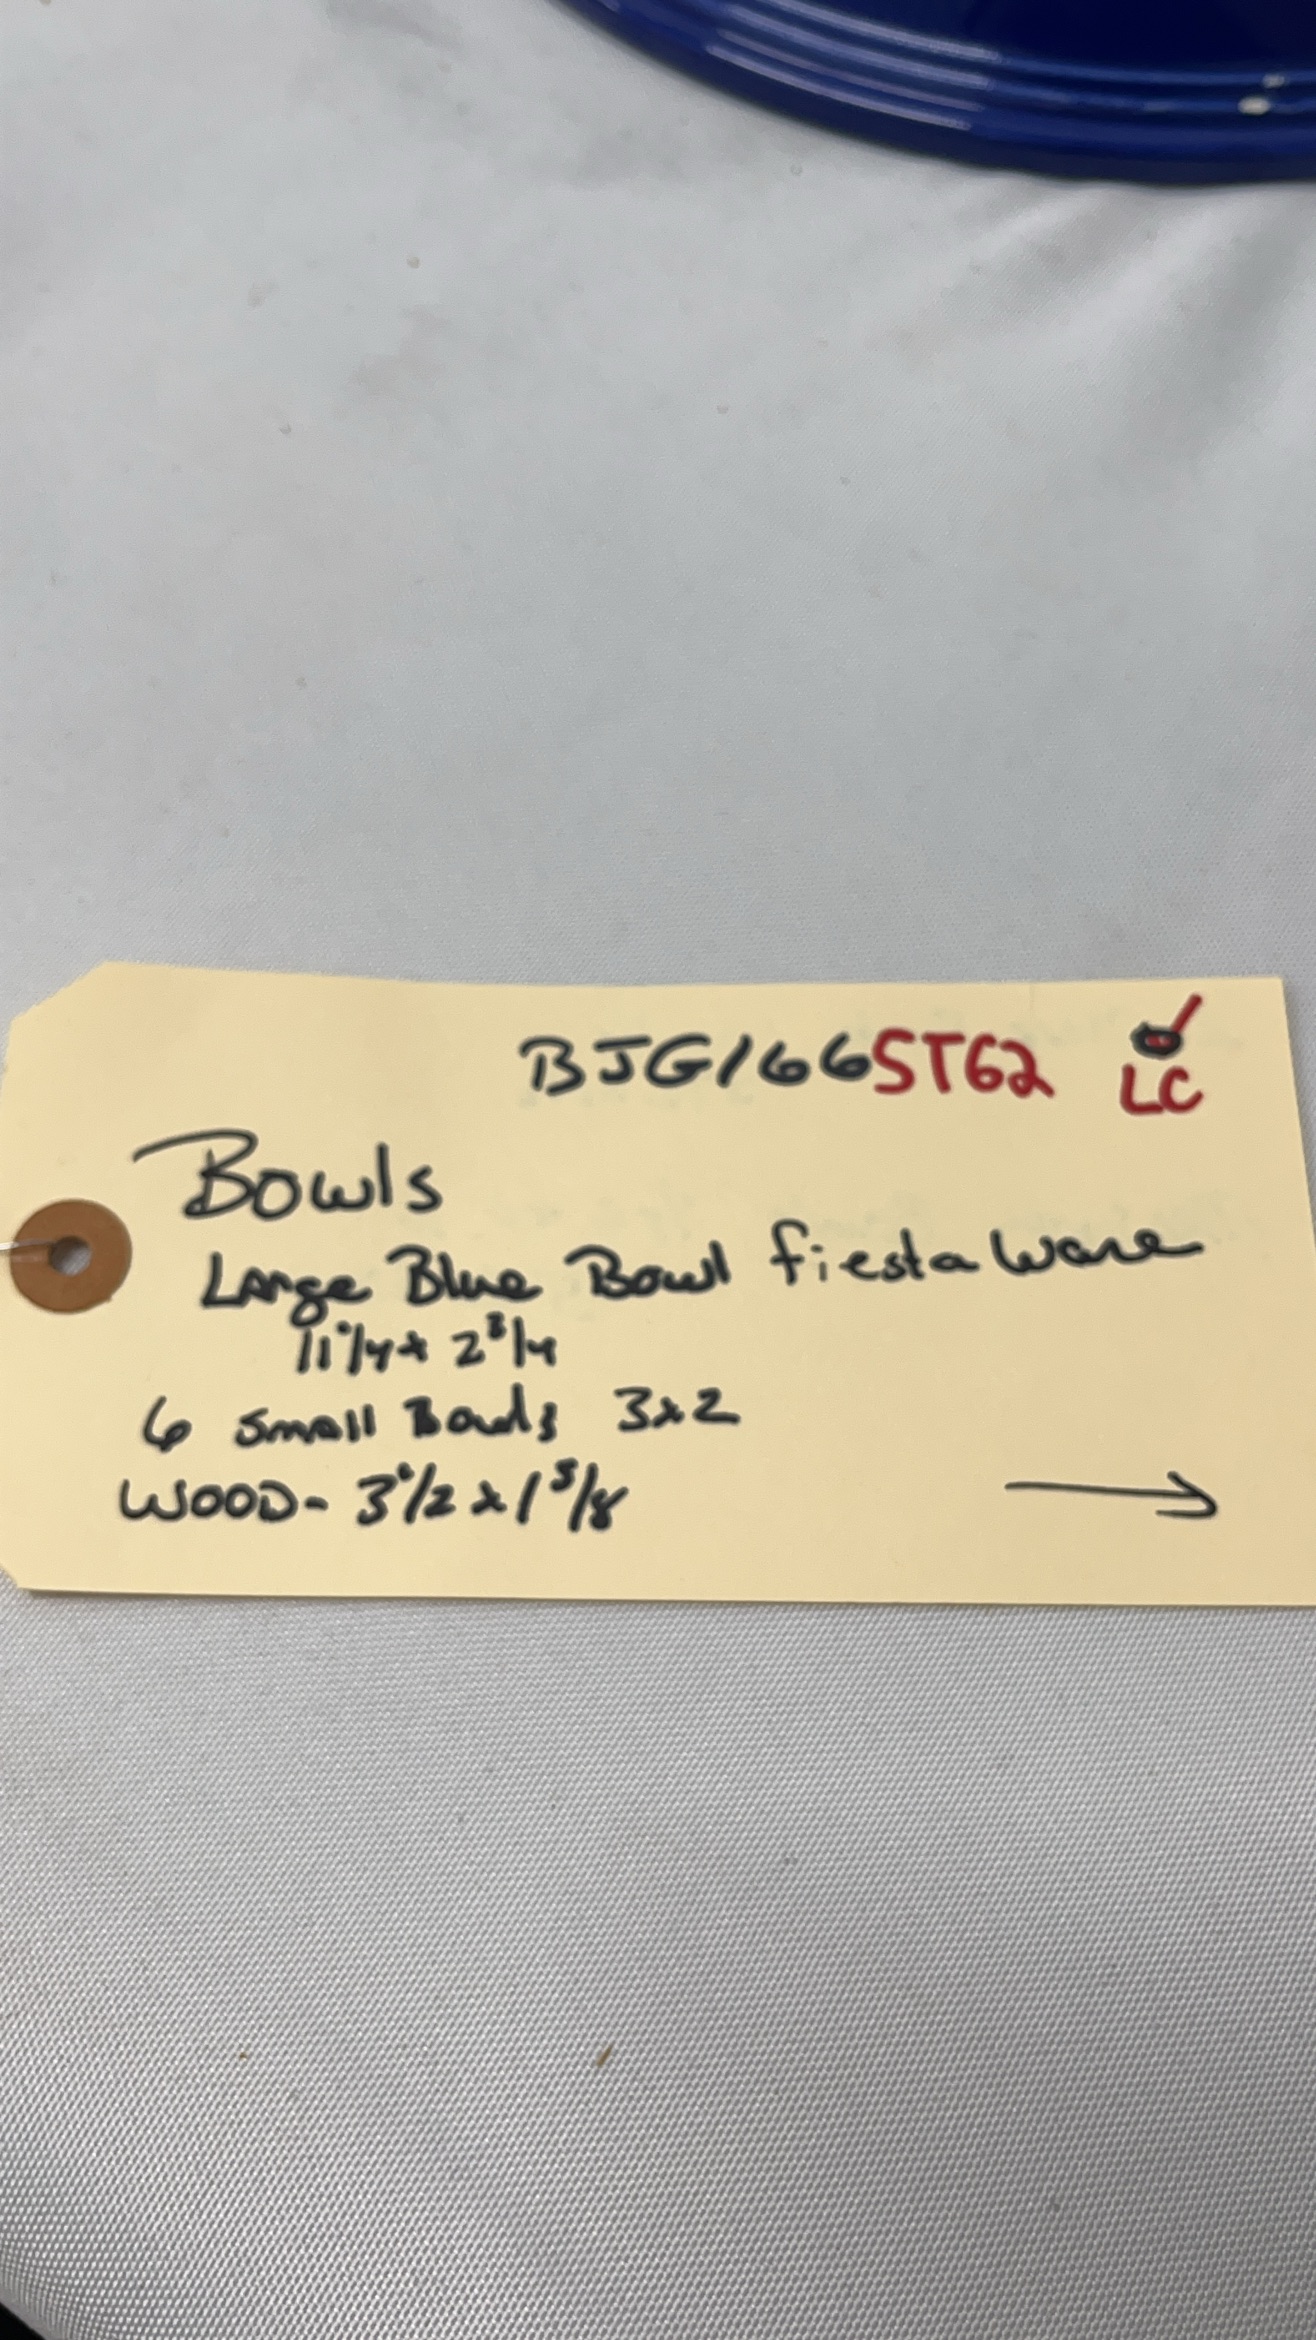 BJG166ST62
LC
Bowls
Large Blue Bowl fiesta Ware
11 1/4 x 2 3/4
6 Small Bowls 3x2
WOOD- 3 1/2 x 1 5/8
→